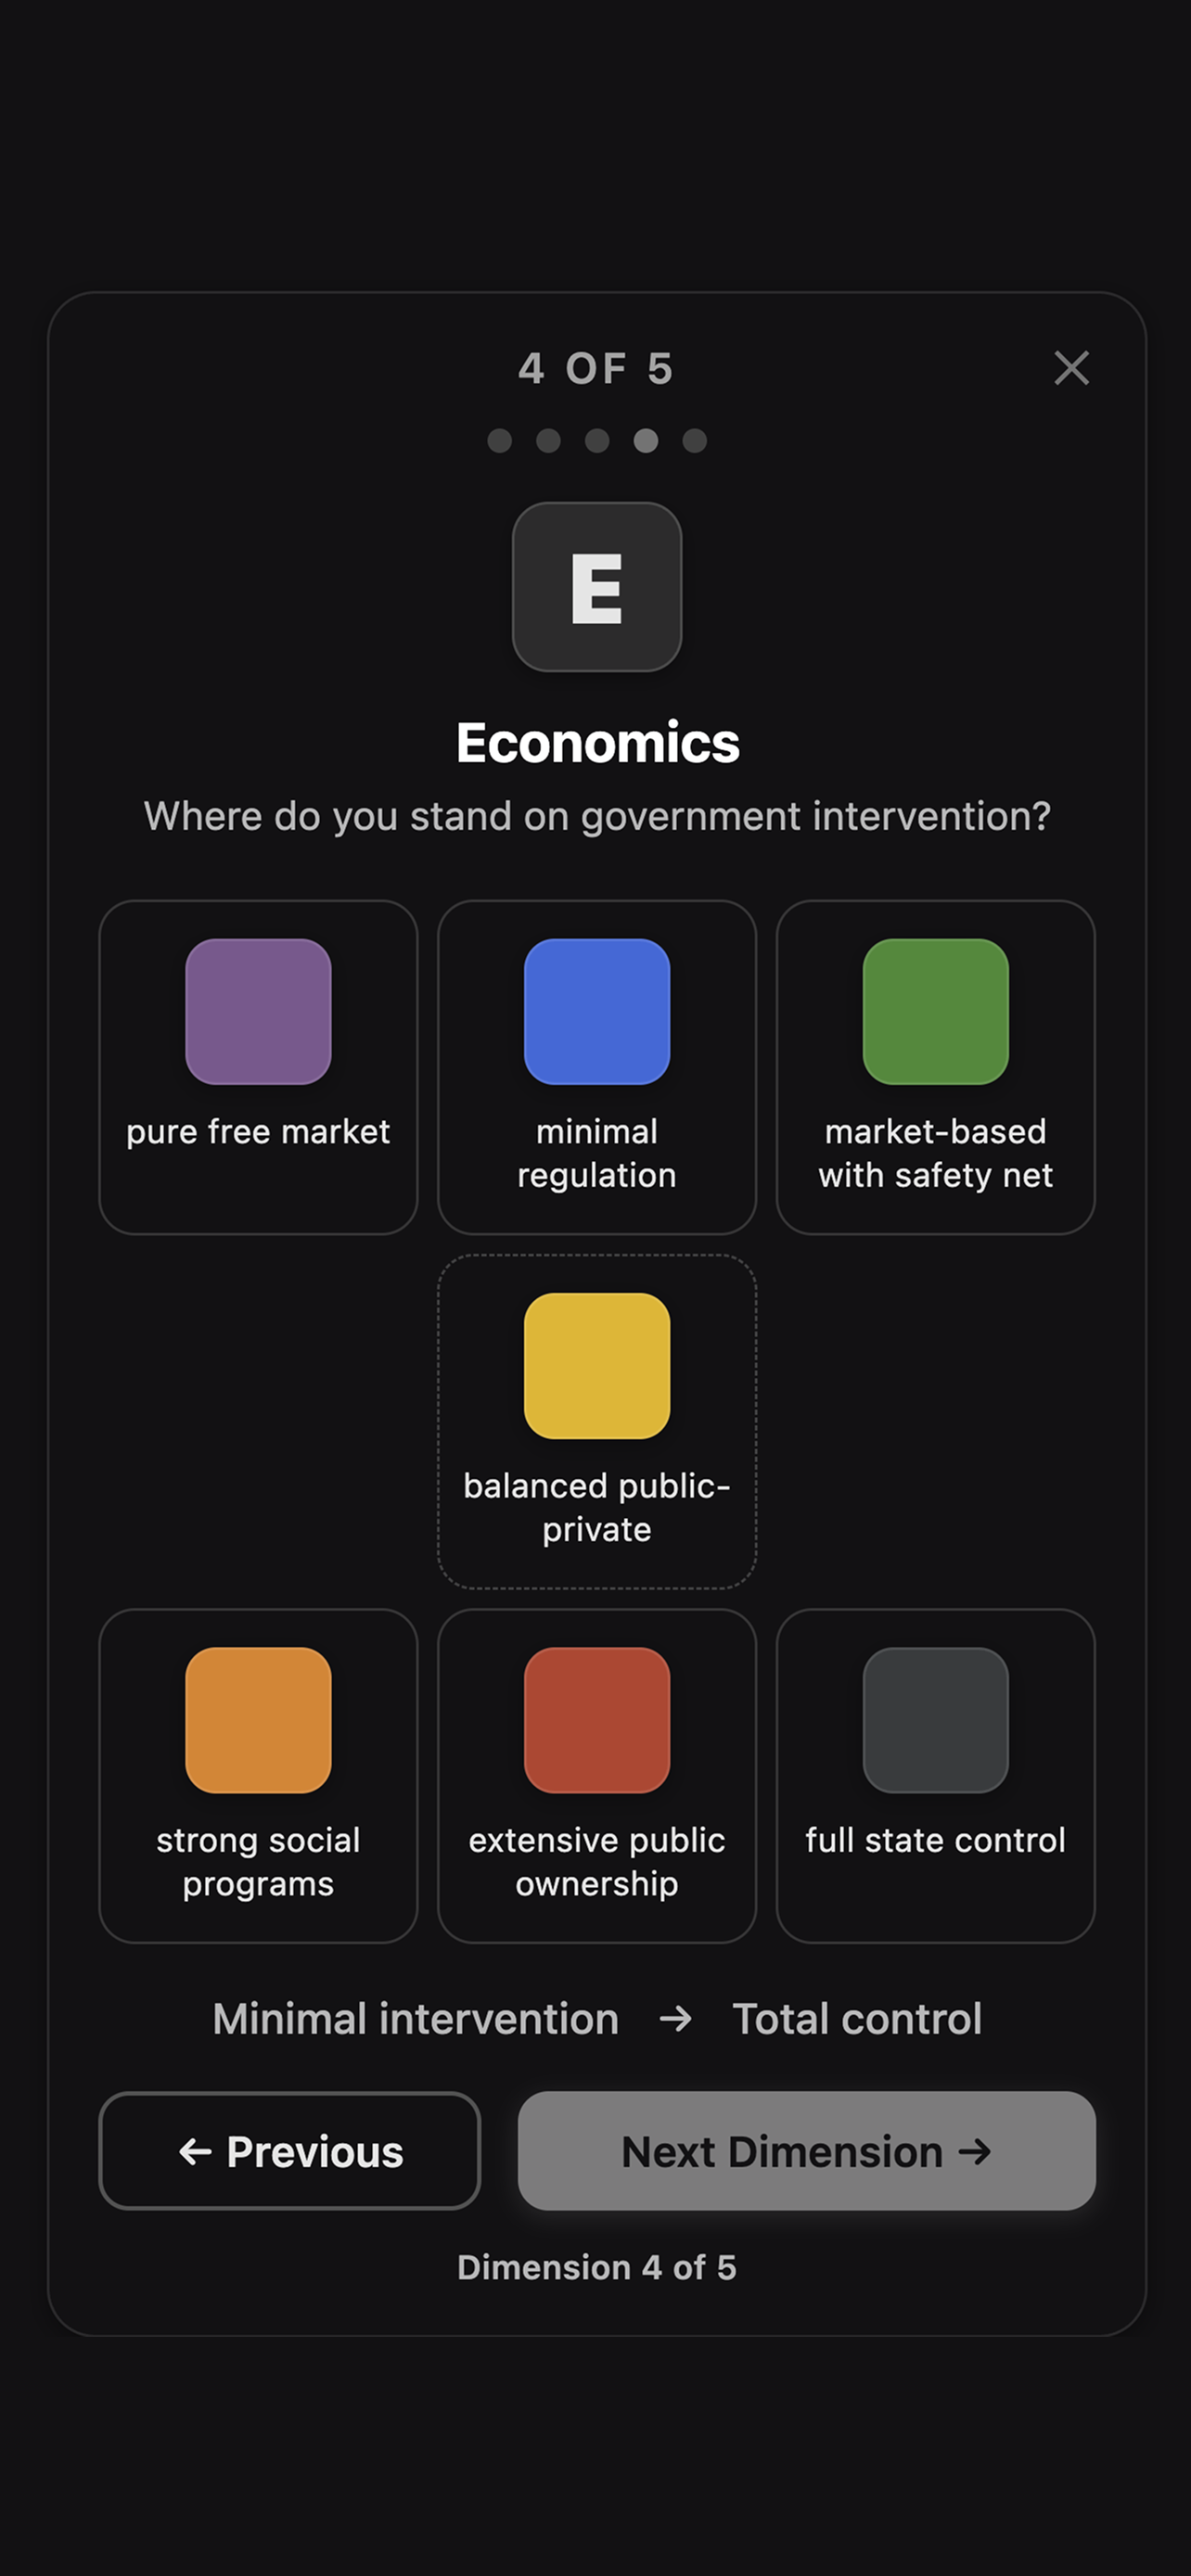 4 OF 5
E
Economics
Where do you stand on government intervention?
pure free market
minimal
regulation
market-based
with safety net
balanced public-
private
strong social
programs
extensive public
ownership
full state control
Minimal intervention → Total control
← Previous
Next Dimension →
Dimension 4 of 5